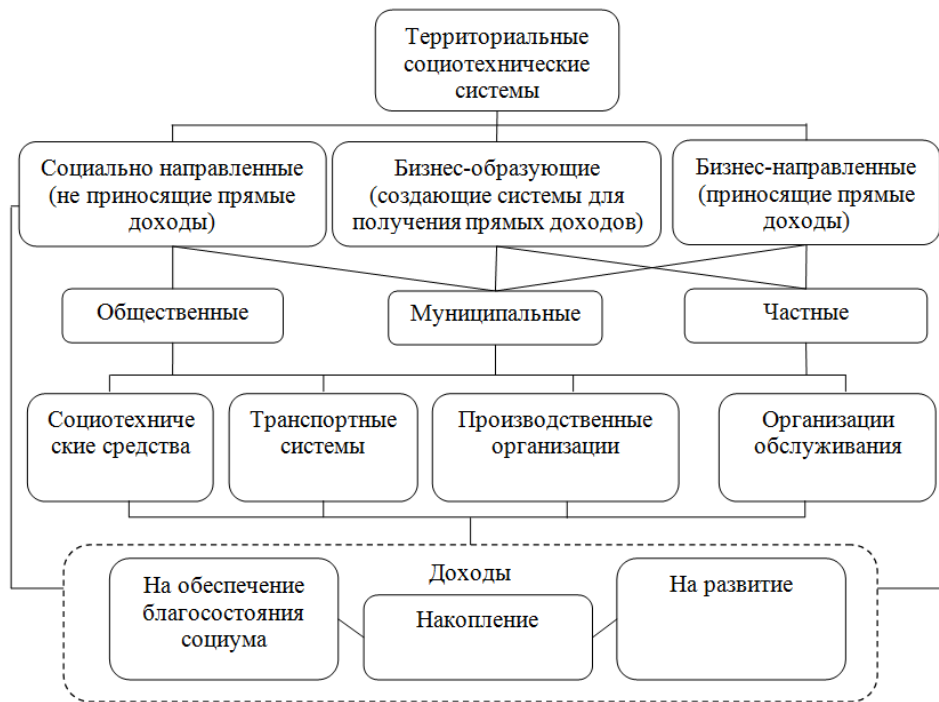 Территориальные
социотехнические
системы
Социально направленные
(не приносящие прямые
доходы)
Бизнес-образующие
(создающие системы для
получения прямых доходов)
Бизнес-направленные
(приносящие прямые
доходы)
Общественные
Муниципальные
Частные
Социотехниче
ские средства
Транспортные
системы
Производственные
организации
Организации
обслуживания
Доходы
На обеспечение
благосостояния
социума
Накопление
На развитие